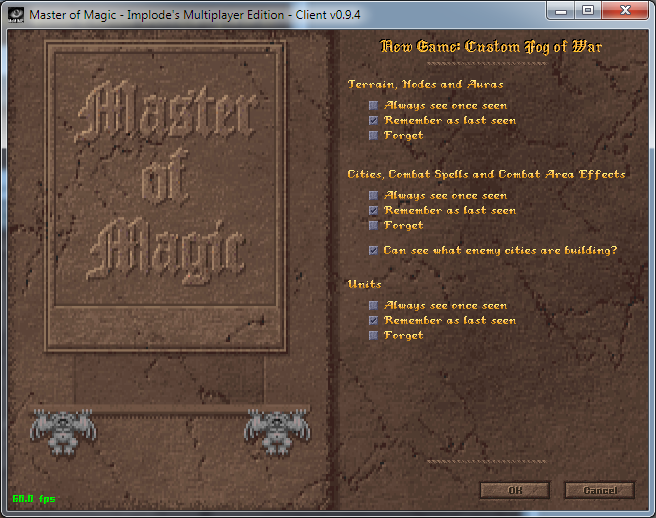 Master of Magic - Implode's Multiplayer Edition - Client v0.9.4
Master
of
Magic
New Game: Custom Fog of War
Terrain, Nodes and Auras
Always see once seen
Remember as last seen
Forget
Cities, Combat Spells and Combat Area Effects
Always see once seen
Remember as last seen
Forget
Can see what enemy cities are building?
Units
Always see once seen
Remember as last seen
Forget
60.0 fps
OK
Cancel